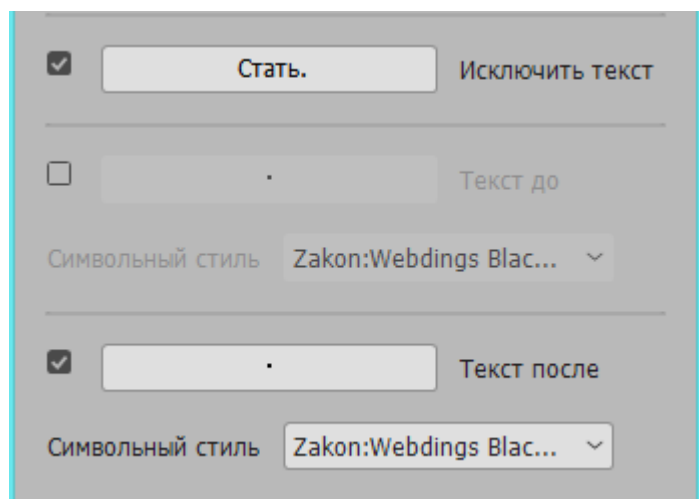 Стать. Исключить текст
· Текст до
Символьный стиль Zakon:Webdings Blac...
· Текст после
Символьный стиль Zakon:Webdings Blac...